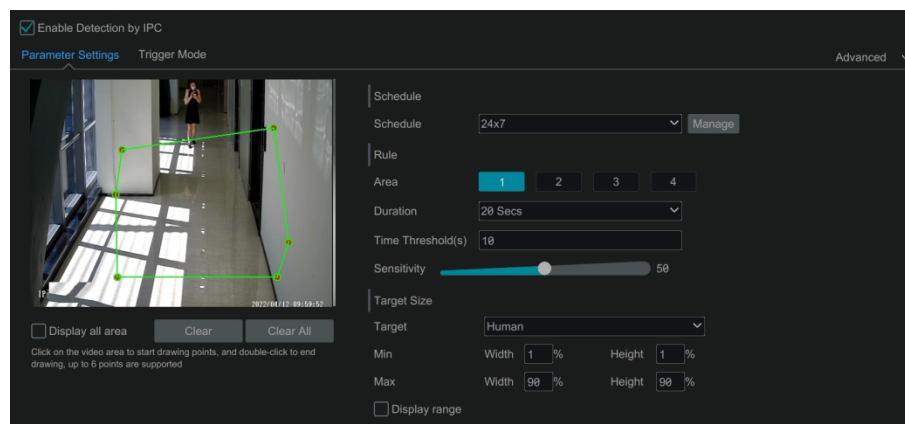 Enable Detection by IPC
Parameter Settings Trigger Mode
Advanced
Schedule
Schedule 24x7 Manage
Rule
Area 1 2 3 4
Duration 20 Secs
Time Threshold(s) 10
Sensitivity 50
Target Size
Target Human
Min Width 1 % Height 1 %
Max Width 90 % Height 90 %
Display range
2022/04/12 09:59:52
Display all area Clear Clear All
Click on the video area to start drawing points, and double-click to end
drawing, up to 6 points are supported